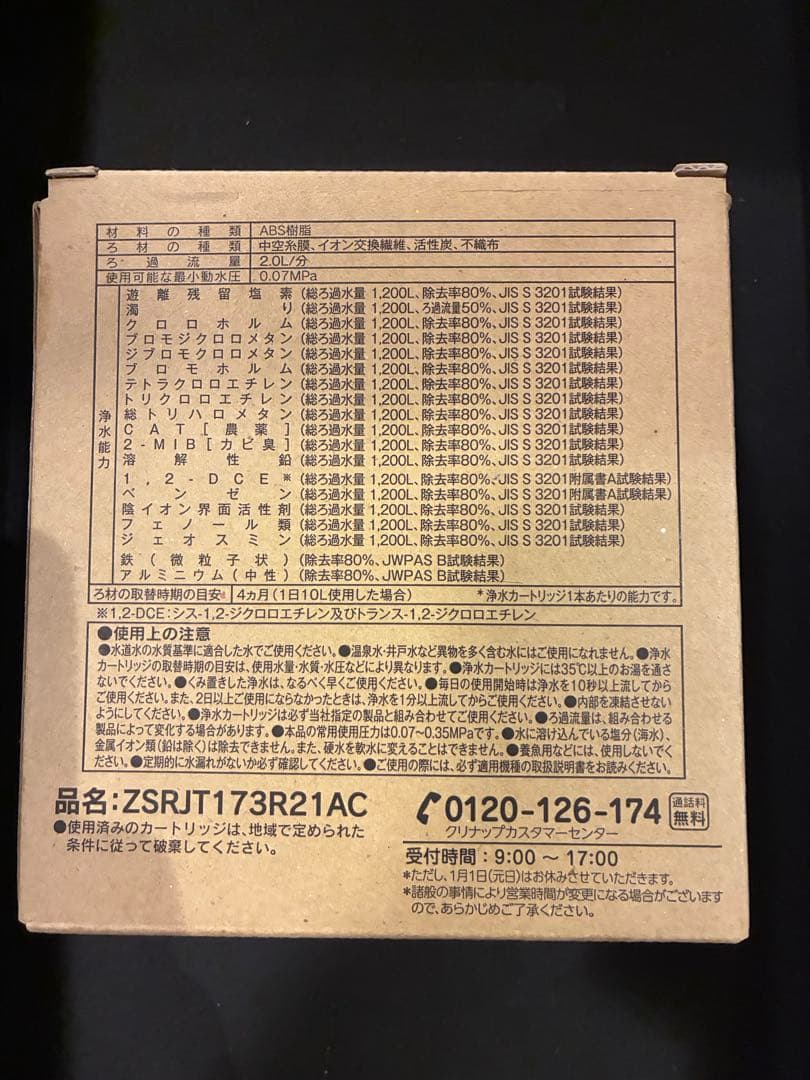 材料の種類 ABS樹脂
ろ材の種類 中空糸膜、イオン交換繊維、活性炭、不織布
ろ過流量 2.0L/分
使用可能な最小動水圧 0.07MPa
浄水能力
遊離残留塩素 (総ろ過水量 1,200L、除去率80%、JIS S 3201試験結果)
濁り (総ろ過水量 1,200L、ろ過流量50%、JIS S 3201試験結果)
クロロホルム (総ろ過水量 1,200L、除去率80%、JIS S 3201試験結果)
ブロモジクロロメタン (総ろ過水量 1,200L、除去率80%、JIS S 3201試験結果)
ジブロモクロロメタン (総ろ過水量 1,200L、除去率80%、JIS S 3201試験結果)
ブロモホルム (総ろ過水量 1,200L、除去率80%、JIS S 3201試験結果)
テトラクロロエチレン (総ろ過水量 1,200L、除去率80%、JIS S 3201試験結果)
トリクロロエチレン (総ろ過水量 1,200L、除去率80%、JIS S 3201試験結果)
総トリハロメタン (総ろ過水量 1,200L、除去率80%、JIS S 3201試験結果)
CAT[農薬] (総ろ過水量 1,200L、除去率80%、JIS S 3201試験結果)
2-MIB[カビ臭] (総ろ過水量 1,200L、除去率80%、JIS S 3201試験結果)
溶解性鉛 (総ろ過水量 1,200L、除去率80%、JIS S 3201試験結果)
1,2-DCE※ (総ろ過水量 1,200L、除去率80%、JIS S 3201附属書A試験結果)
ベンゼン (総ろ過水量 1,200L、除去率80%、JIS S 3201附属書A試験結果)
陰イオン界面活性剤 (総ろ過水量 1,200L、除去率80%、JIS S 3201試験結果)
フェノール類 (総ろ過水量 1,200L、除去率80%、JIS S 3201試験結果)
ジェオスミン (総ろ過水量 1,200L、除去率80%、JIS S 3201試験結果)
鉄(微粒子状) (除去率80%、JWPAS B試験結果)
アルミニウム(中性) (除去率80%、JWPAS B試験結果)
ろ材の取替時期の目安 4ヵ月(1日10L使用した場合) *浄水カートリッジ1本あたりの能力です。
※1,2-DCE:シス-1,2-ジクロロエチレン及びトランス-1,2-ジクロロエチレン
●使用上の注意
●水道水の水質基準に適合した水でご使用ください。●温泉水・井戸水など異物を多く含む水にはご使用になれません。●浄水
カートリッジの取替時期の目安は、使用水量・水質・水圧などにより異なります。●浄水カートリッジには35℃以上のお湯を通さ
ないでください。●くみ置きした浄水は、なるべく早くご使用ください。●毎日の使用開始時は浄水を10秒以上流してから
ご使用ください。また、2日以上ご使用にならなかったときは、浄水を1分以上流してからご使用ください。●内部を凍結させない
ようにしてください。●浄水カートリッジは必ず当社指定の製品と組み合わせてご使用ください。●ろ過流量は、組み合わせる
製品によって変化する場合があります。●本品の常用使用圧力は0.07~0.35MPaです。●水に溶け込んでいる塩分(海水)、
金属イオン類(鉛は除く)は除去できません。また、硬水を軟水に変えることはできません。●養魚用などには、使用しないでく
ださい。●定期的に水漏れがないか必ず確認してください。●ご使用の際には、必ず適用機種の取扱説明書をお読みください。
品名:ZSRJT173R21AC
●使用済みのカートリッジは、地域で定められた
条件に従って破棄してください。
0120-126-174 通話料無料
クリナップカスタマーセンター
受付時間:9:00 ~ 17:00
*ただし、1月1日(元日)はお休みさせていただきます。
*諸般の事情により営業時間が変更になる場合がございます
ので、あらかじめご了承ください。